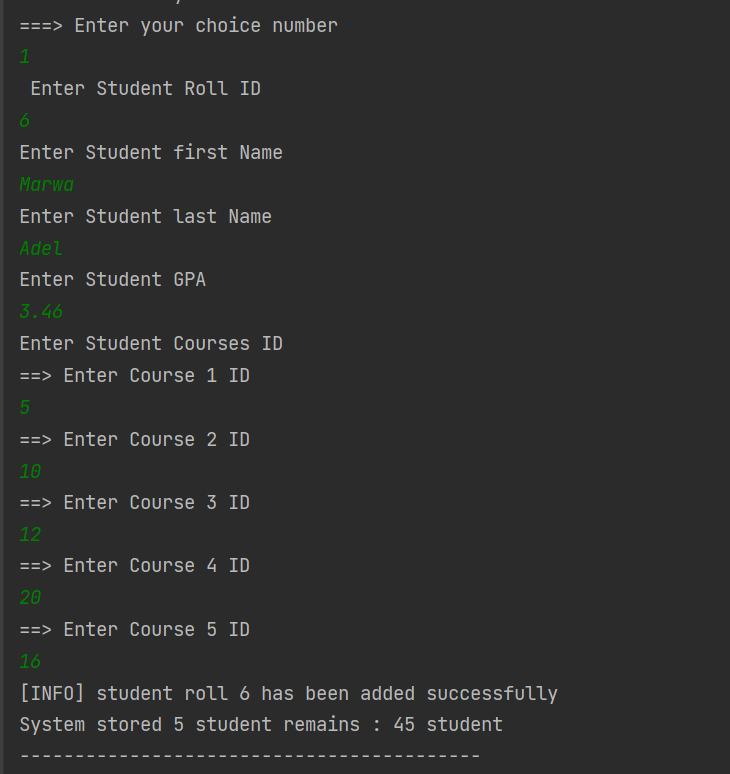 ===> Enter your choice number
1
Enter Student Roll ID
6
Enter Student first Name
Marwa
Enter Student last Name
Adel
Enter Student GPA
3.46
Enter Student Courses ID
==> Enter Course 1 ID
5
==> Enter Course 2 ID
10
==> Enter Course 3 ID
12
==> Enter Course 4 ID
20
==> Enter Course 5 ID
16
[INFO] student roll 6 has been added successfully
System stored 5 student remains : 45 student
------------------------------------------